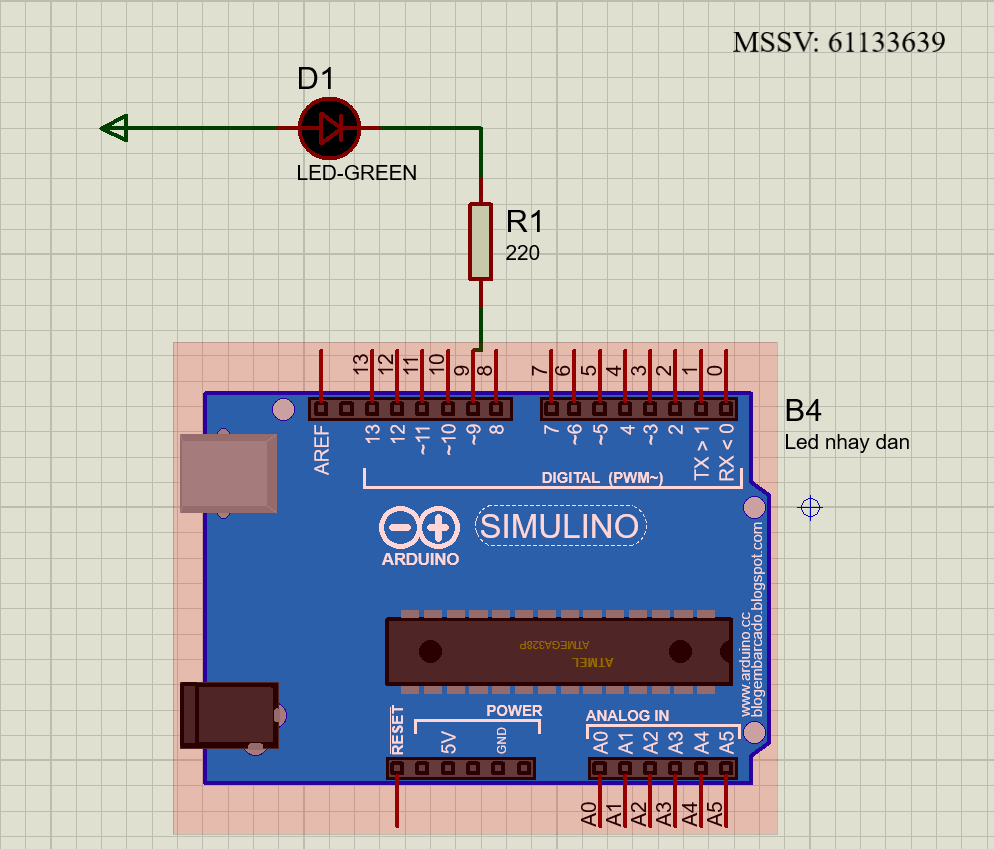 MSSV: 61133639
D1
LED-GREEN
R1
220
13 12 11 10 9 8 7 6 5 4 3 2 1 0
B4
Led nhay dan
AREF 13 12 ~11 ~10 ~9 8 7 ~6 ~5 4 ~3 2 TX > 1 RX < 0
DIGITAL (PWM~)
SIMULINO
ARDUINO
www.arduino.cc
blogembarcado.blogspot.com
ATMEGA328P
ATMEL
RESET
POWER
5V
GND
ANALOG IN
A0 A1 A2 A3 A4 A5
A0 A1 A2 A3 A4 A5